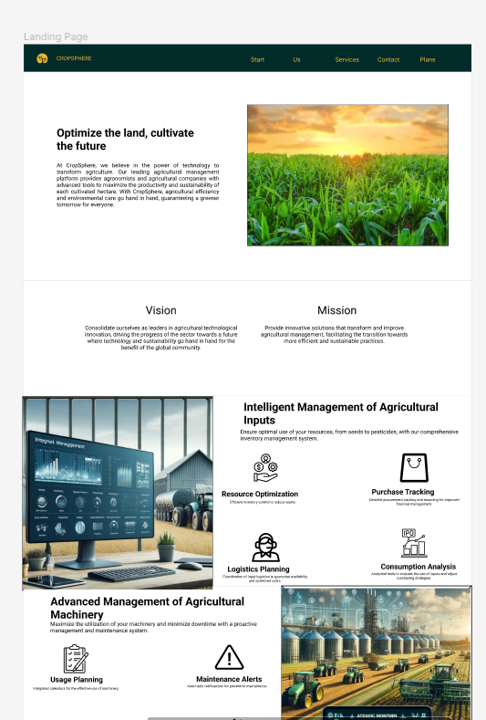 Landing Page
CROPSPHERE
Start Us Services Contact Plans
Optimize the land, cultivate
the future
At CropSphere, we believe in the power of technology to
transform agriculture. Our leading agricultural management
platform provides agronomists and agricultural companies with
advanced tools to maximize the productivity and sustainability of
each cultivated hectare. With CropSphere, agricultural efficiency
and environmental care go hand in hand, guaranteeing a greener
tomorrow for everyone.
Vision
Consolidate ourselves as leaders in agricultural technological
innovation, driving the progress of the sector towards a future
where technology and sustainability go hand in hand for the
benefit of the global community.
Mission
Provide innovative solutions that transform and improve
agricultural management, facilitating the transition towards
more efficient and sustainable practices.
Intelligent Management of Agricultural
Inputs
Ensure optimal use of your resources, from seeds to pesticides, with our comprehensive
inventory management system.
Resource Optimization
Efficient inventory control to reduce waste.
Purchase Tracking
Detailed procurement tracking and reporting for improved
financial management.
Logistics Planning
Coordination of input logistics to guarantee availability
and optimize costs.
IPO
Consumption Analysis
Analytical tools to evaluate the use of inputs and adjust
purchasing strategies.
Advanced Management of Agricultural
Machinery
Maximize the utilization of your machinery and minimize downtime with a proactive
management and maintenance system.
Usage Planning
Integrated calendars for the effective use of machinery.
Maintenance Alerts
Automatic notifications for preventive maintenance.